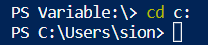 PS Variable:\> cd c:
PS C:\Users\sion>